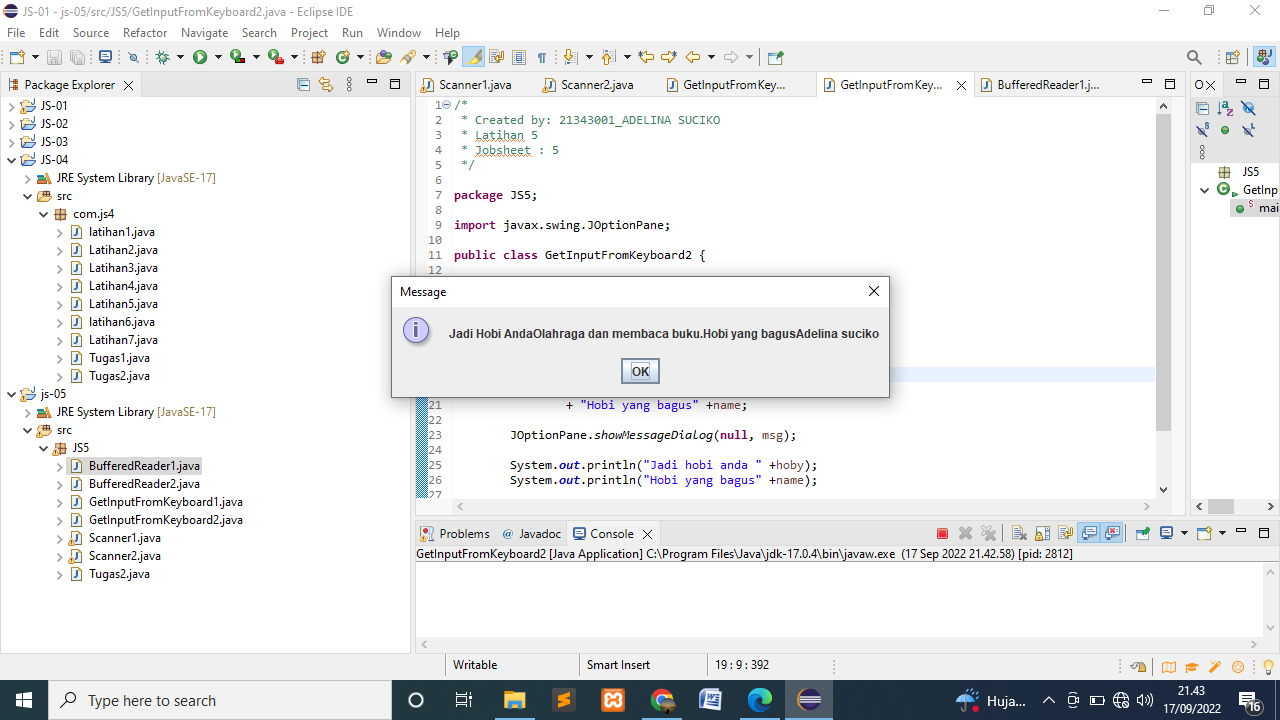 JS-01 - js-05/src/JS5/GetInputFromKeyboard2.java - Eclipse IDE
File Edit Source Refactor Navigate Search Project Run Window Help
Package Explorer
JS-01
JS-02
JS-03
JS-04
JRE System Library [JavaSE-17]
src
com.js4
latihan1.java
Latihan2.java
Latihan3.java
Latihan4.java
Latihan5.java
latihan6.java
Latihan7.java
Tugas1.java
Tugas2.java
js-05
JRE System Library [JavaSE-17]
src
JS5
BufferedReader1.java
BufferedReader2.java
GetInputFromKeyboard1.java
GetInputFromKeyboard2.java
Scanner1.java
Scanner2.java
Tugas2.java
Scanner1.java Scanner2.java GetInputFromKey... GetInputFromKey... BufferedReader1.j...
1 /*
2 * Created by: 21343001_ADELINA SUCIKO
3 * Latihan 5
4 * Jobsheet : 5
5 */
6
7 package JS5;
8
9 import javax.swing.JOptionPane;
10
11 public class GetInputFromKeyboard2 {
12
Message
Jadi Hobi AndaOlahraga dan membaca buku.Hobi yang bagusAdelina suciko
OK
21 + "Hobi yang bagus" +name;
22
23 JOptionPane.showMessageDialog(null, msg);
24
25 System.out.println("Jadi hobi anda " +hoby);
26 System.out.println("Hobi yang bagus" +name);
27
O
JS5
GetInp
mai
Problems Javadoc Console
GetInputFromKeyboard2 [Java Application] C:\Program Files\Java\jdk-17.0.4\bin\javaw.exe (17 Sep 2022 21.42.58) [pid: 2812]
Writable Smart Insert 19 : 9 : 392
Type here to search
Huja...
21.43
17/09/2022
16